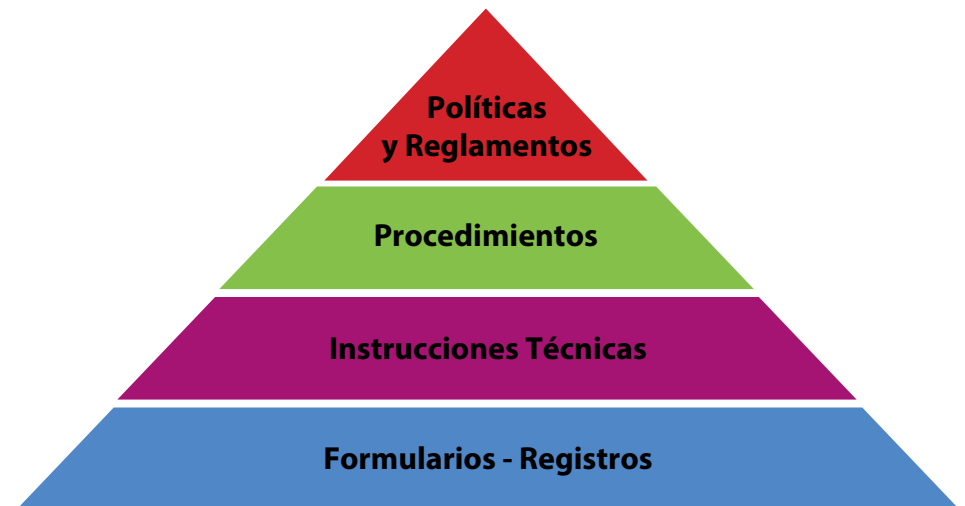 Políticas
y Reglamentos
Procedimientos
Instrucciones Técnicas
Formularios - Registros